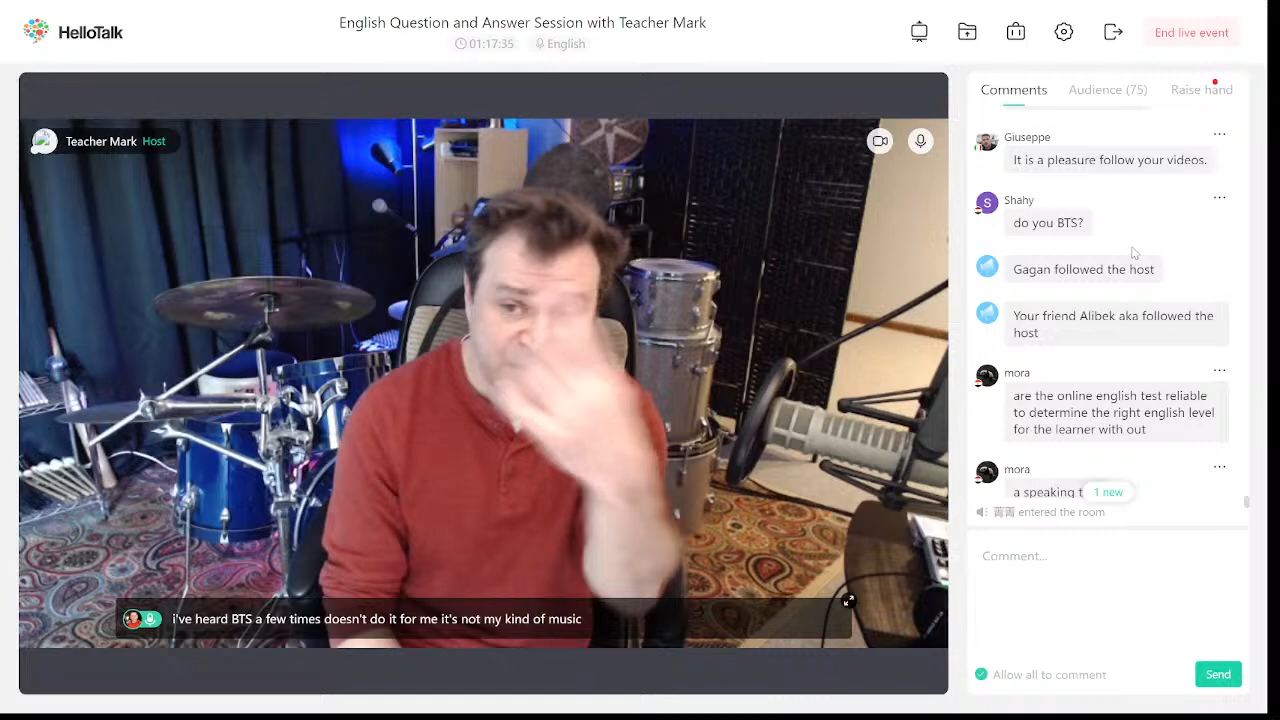 HelloTalk
English Question and Answer Session with Teacher Mark
01:17:35 English
End live event
Teacher Mark Host
i've heard BTS a few times doesn't do it for me it's not my kind of music
Comments Audience (75) Raise hand
Giuseppe
It is a pleasure follow your videos.
S
Shahy
do you BTS?
Gagan followed the host
Your friend Alibek aka followed the
host
mora
are the online english test reliable
to determine the right english level
for the learner with out
mora
a speaking t
1 new
菁菁 entered the room
Comment...
Allow all to comment
Send